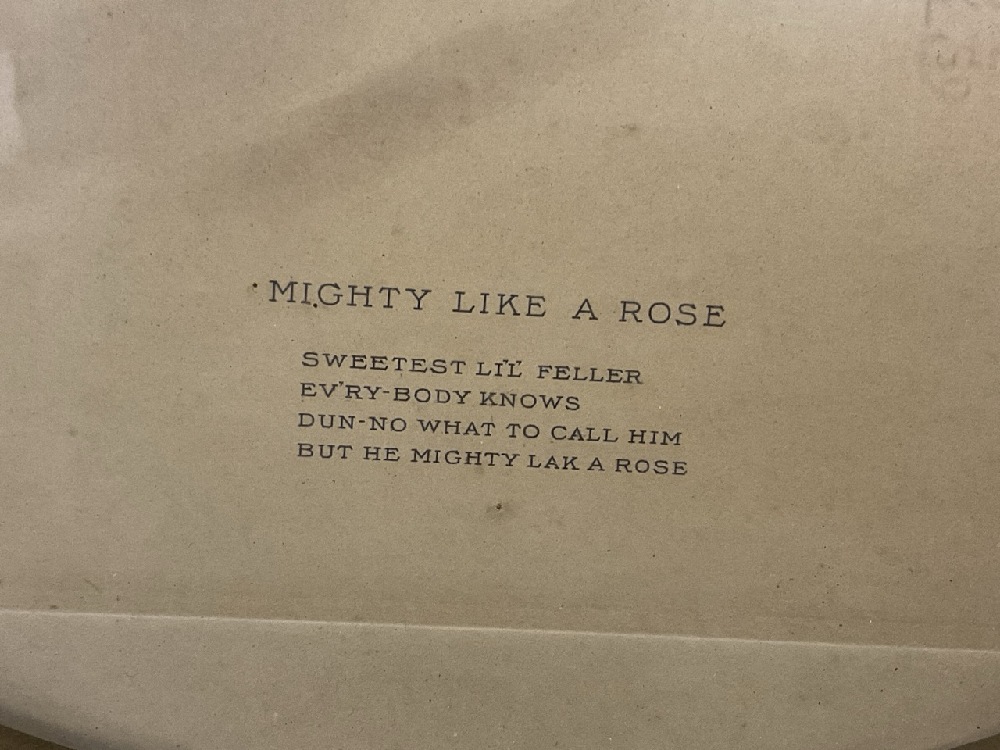 MIGHTY LIKE A ROSE
SWEETEST LI'L' FELLER
EV'RY-BODY KNOWS
DUN-NO WHAT TO CALL HIM
BUT HE MIGHTY LAK A ROSE